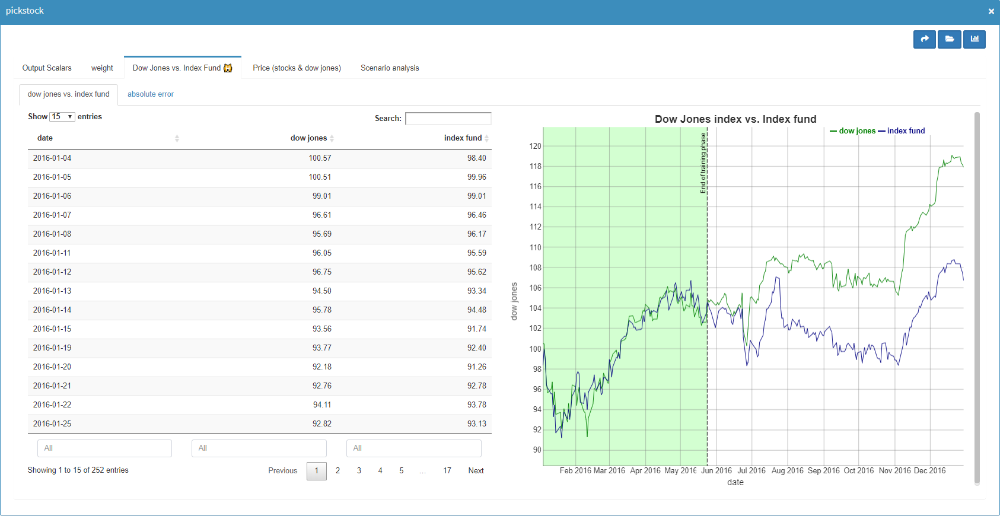 pickstock
×
Output Scalars weight Dow Jones vs. Index Fund Price (stocks & dow jones) Scenario analysis
dow jones vs. index fund absolute error
Show 15 entries
Search:
date dow jones index fund
2016-01-04 100.57 98.40
2016-01-05 100.51 99.96
2016-01-06 99.01 99.01
2016-01-07 96.61 96.46
2016-01-08 95.69 96.17
2016-01-11 96.05 95.59
2016-01-12 96.75 95.62
2016-01-13 94.50 93.34
2016-01-14 95.78 94.48
2016-01-15 93.56 91.74
2016-01-19 93.77 92.40
2016-01-20 92.18 91.26
2016-01-21 92.76 92.78
2016-01-22 94.11 93.78
2016-01-25 92.82 93.13
All All All
Showing 1 to 15 of 252 entries
Previous 1 2 3 4 5 … 17 Next
Dow Jones index vs. Index fund
dow jones index fund
End of training phase
dow jones
120
118
116
114
112
110
108
106
104
102
100
98
96
94
92
90
Feb 2016 Mar 2016 Apr 2016 May 2016 Jun 2016 Jul 2016 Aug 2016 Sep 2016 Oct 2016 Nov 2016 Dec 2016
date